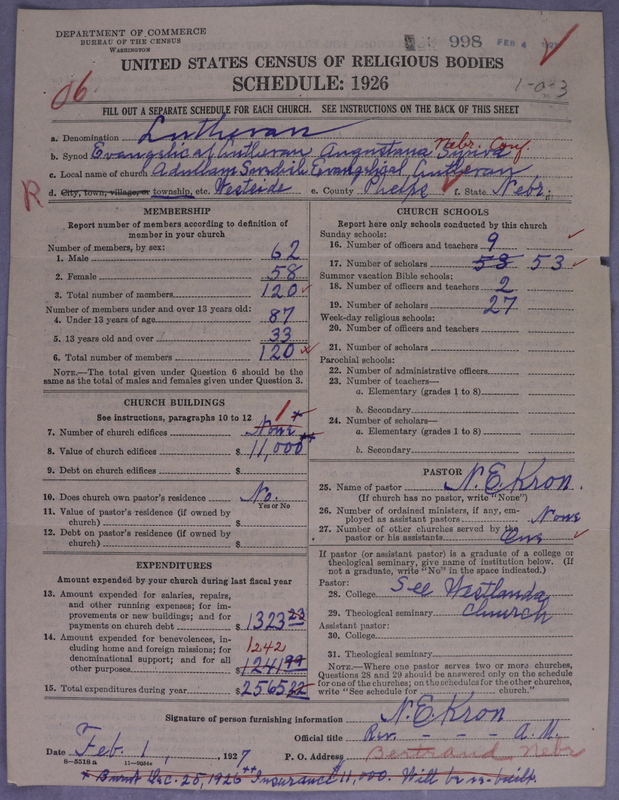 DEPARTMENT OF COMMERCE
BUREAU OF THE CENSUS
WASHINGTON
998 FEB 4
UNITED STATES CENSUS OF RELIGIOUS BODIES
SCHEDULE: 1926
1-0-3
06
FILL OUT A SEPARATE SCHEDULE FOR EACH CHURCH. SEE INSTRUCTIONS ON THE BACK OF THIS SHEET
a. Denomination Lutheran
b. Synod Evangelical Lutheran Augustana Synod Nebr. Conf.
c. Local name of church Evangelical Lutheran
R
d. City, town, village, or township, etc. Westside e. County Phelps f. State Nebr.
MEMBERSHIP
Report number of members according to definition of member in your church
Number of members, by sex:
1. Male 62
2. Female 58
3. Total number of members 120
Number of members under and over 13 years old:
4. Under 13 years of age 87
5. 13 years old and over 33
6. Total number of members 120
NOTE.—The total given under Question 6 should be the same as the total of males and females given under Question 3.
CHURCH BUILDINGS
See instructions, paragraphs 10 to 12
7. Number of church edifices None * 1
8. Value of church edifices $ 11,000**
9. Debt on church edifices $
10. Does church own pastor's residence No.
Yes or No
11. Value of pastor's residence (if owned by church) $
12. Debt on pastor's residence (if owned by church) $
EXPENDITURES
Amount expended by your church during last fiscal year
13. Amount expended for salaries, repairs, and other running expenses; for improvements or new buildings; and for payments on church debt $ 1323 23
14. Amount expended for benevolences, including home and foreign missions; for denominational support; and for all other purposes $ 1241 99 1242
15. Total expenditures during year $ 2565 22
CHURCH SCHOOLS
Report here only schools conducted by this church
Sunday schools:
16. Number of officers and teachers 9
17. Number of scholars 53 53
Summer vacation Bible schools:
18. Number of officers and teachers 2
19. Number of scholars 27
Week-day religious schools:
20. Number of officers and teachers
21. Number of scholars
Parochial schools:
22. Number of administrative officers
23. Number of teachers—
a. Elementary (grades 1 to 8)
b. Secondary
24. Number of scholars—
a. Elementary (grades 1 to 8)
b. Secondary
PASTOR
25. Name of pastor N. E. Kron.
(If church has no pastor, write "None")
26. Number of ordained ministers, if any, employed as assistant pastors None
27. Number of other churches served by the pastor or his assistants One
If pastor (or assistant pastor) is a graduate of a college or theological seminary, give name of institution below. (If not a graduate, write "No" in the space indicated.)
Pastor:
28. College See Westlanda
29. Theological seminary Church
Assistant pastor:
30. College
31. Theological seminary
NOTE.—Where one pastor serves two or more churches, Questions 28 and 29 should be answered only on the schedule for one of the churches; on the schedules for the other churches, write "See schedule for ______ church."
Signature of person furnishing information N. E. Kron
Official title Rev. - - - - A. M.
Date Feb. 1, 1927 P. O. Address Bertrand Nebr
8—5518 a
* Burnt Dec. 25, 1926 ** Insurance $11,000. Will be re-built.